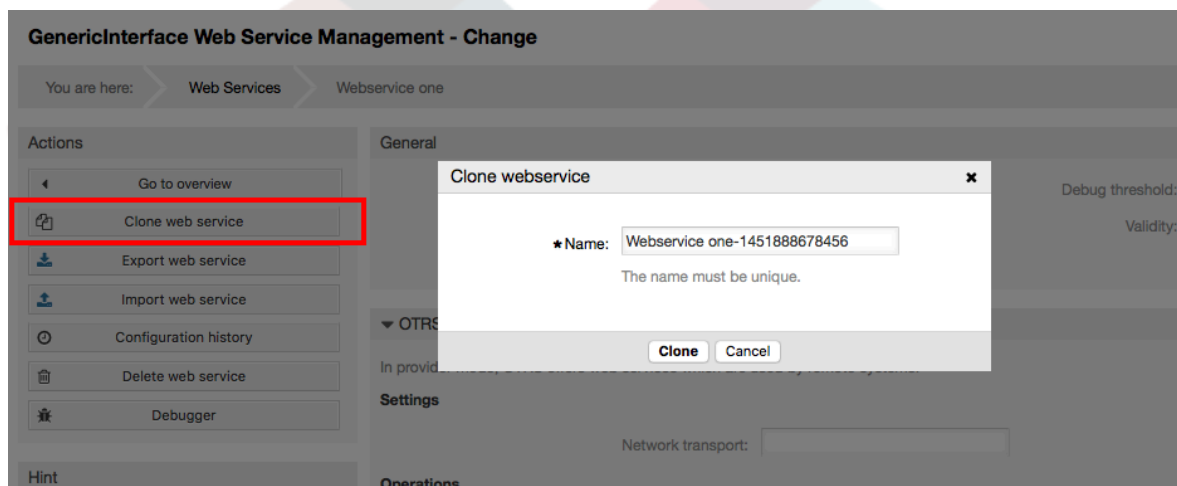 GenericInterface Web Service Management - Change
You are here: Web Services Webservice one
Actions
Go to overview
Clone web service
Export web service
Import web service
Configuration history
Delete web service
Debugger
Hint
General
Debug threshold:
Validity:
Clone webservice
*Name: Webservice one-1451888678456
The name must be unique.
Clone Cancel
OTRS
In provider
Settings
Network transport:
Operations